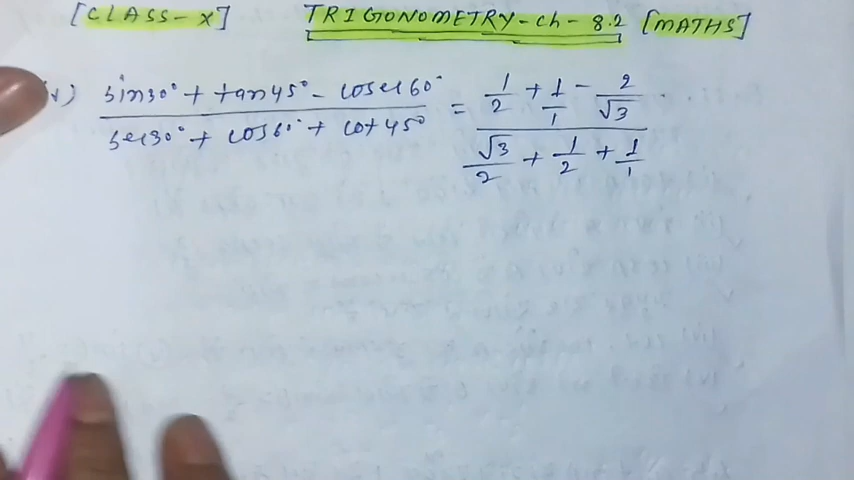 [CLASS-X] TRIGONOMETRY-Ch-8.2 [MATHS]
v) (sin30° + tan45° - cosec60°)/(sec30° + cos60° + cot45°) = (1/2 + 1/1 - 2/√3)/(√3/2 + 1/2 + 1/1)